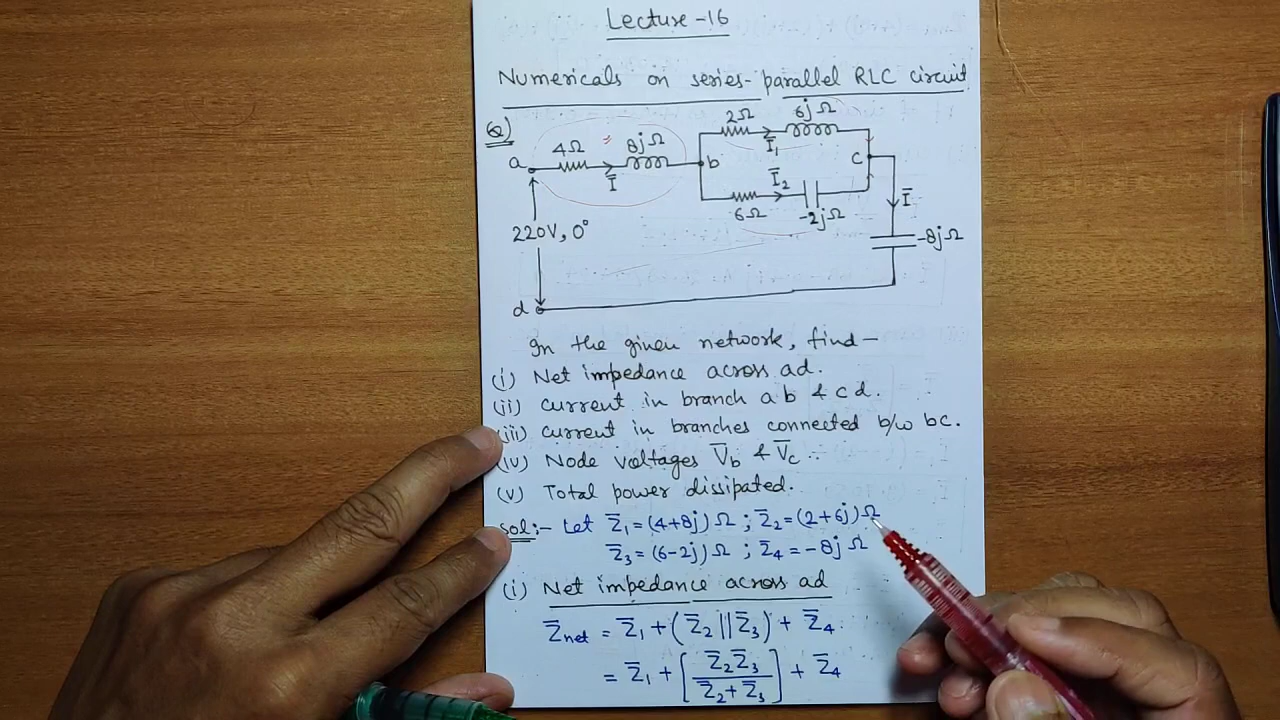 Lecture-16
Numericals on series-parallel RLC circuit
Q)
2Ω 6jΩ
4Ω 8jΩ
a b c
I̅ I̅₁
I̅₂
6Ω -2jΩ
I̅
220V, 0°
-8jΩ
d
In the given network, find-
(i) Net impedance across ad.
(ii) current in branch ab & cd.
(iii) current in branches connected b/w bc.
(iv) Node voltages V̅b & V̅c.
(v) Total power dissipated.
Sol:- Let Z̅₁=(4+8j)Ω ; Z̅₂=(2+6j)Ω
Z̅₃=(6-2j)Ω ; Z̅₄=-8jΩ
(i) Net impedance across ad
Z̅net = Z̅₁+(Z̅₂||Z̅₃)+Z̅₄
= Z̅₁+[Z̅₂Z̅₃/(Z̅₂+Z̅₃)]+Z̅₄